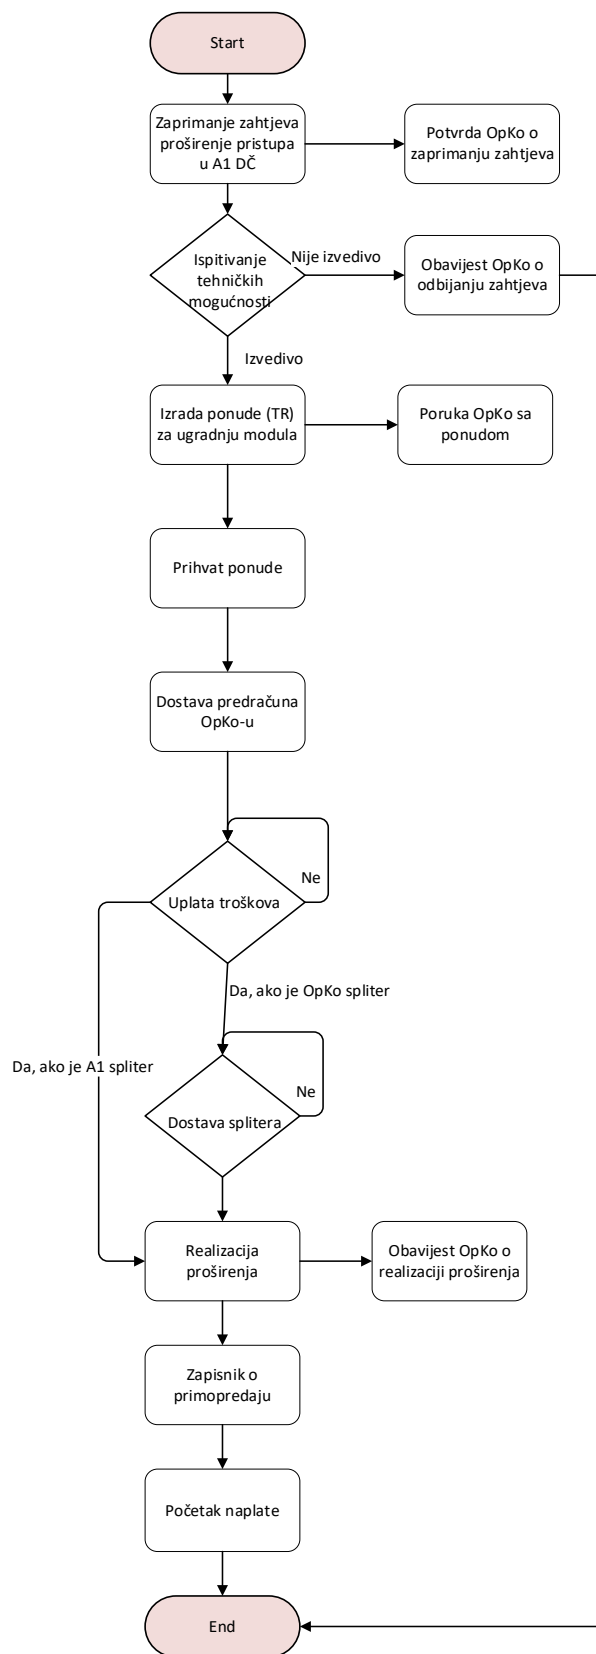 Start
Zaprimanje zahtjeva
proširenje pristupa
u A1 DČ
Potvrda OpKo o
zaprimanju zahtjeva
Ispitivanje
tehničkih
mogućnosti
Nije izvedivo
Obavijest OpKo o
odbijanju zahtjeva
Izvedivo
Izrada ponude (TR)
za ugradnju modula
Poruka OpKo sa
ponudom
Prihvat ponude
Dostava predračuna
OpKo-u
Ne
Uplata troškova
Da, ako je OpKo spliter
Da, ako je A1 spliter
Ne
Dostava splitera
Realizacija
proširenja
Obavijest OpKo o
realizaciji proširenja
Zapisnik o
primopredaju
Početak naplate
End